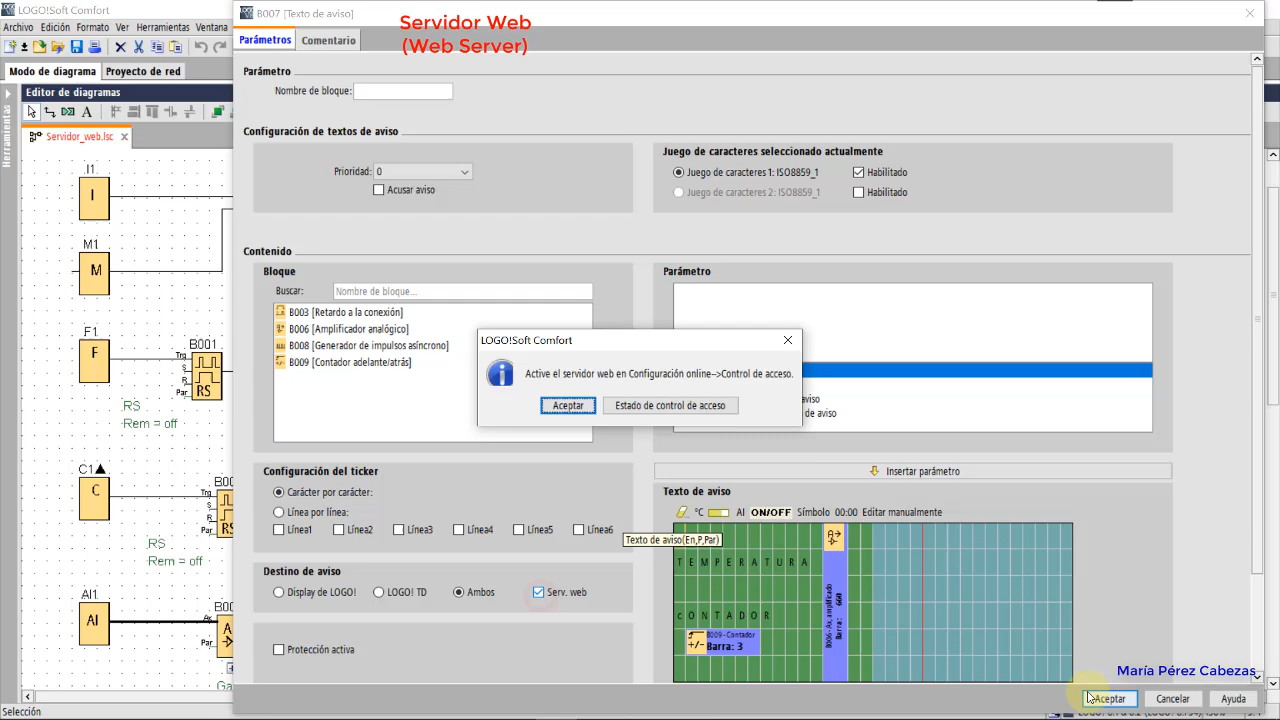 LOGO!Soft Comfort
Archivo Edición Formato Ver Herramientas Ventana
Modo de diagrama Proyecto de red
Editor de diagramas
Servidor_web.lsc
Herramientas
I1
I
M1
M
F1
F
B001
Trg
S
R
Par
RS
RS
Rem = off
C1
C
Trg
S
R
Par
RS
RS
Rem = off
AI1
AI
Par
A
Selección
B007 [Texto de aviso]
Servidor Web
(Web Server)
Parámetros Comentario
Parámetro
Nombre de bloque:
Configuración de textos de aviso
Prioridad: 0
Acusar aviso
Juego de caracteres seleccionado actualmente
Juego de caracteres 1: ISO8859_1 Habilitado
Juego de caracteres 2: ISO8859_1 Habilitado
Contenido
Bloque
Buscar: Nombre de bloque...
B003 [Retardo a la conexión]
B006 [Amplificador analógico]
B008 [Generador de impulsos asíncrono]
B009 [Contador adelante/atrás]
Parámetro
LOGO!Soft Comfort
Active el servidor web en Configuración online-->Control de acceso.
Aceptar Estado de control de acceso
de aviso
Insertar parámetro
Configuración del ticker
Carácter por carácter:
Línea por línea:
Línea1 Línea2 Línea3 Línea4 Línea5 Línea6
Texto de aviso(En,P,Par)
Destino de aviso
Display de LOGO! LOGO! TD Ambos Serv. web
Protección activa
Texto de aviso
°C AI ON/OFF Símbolo 00:00 Editar manualmente
TEMPERATURA
cONTADOR
B009 - Contador
Barra: 3
Barra: 660
María Pérez Cabezas
Aceptar Cancelar Ayuda